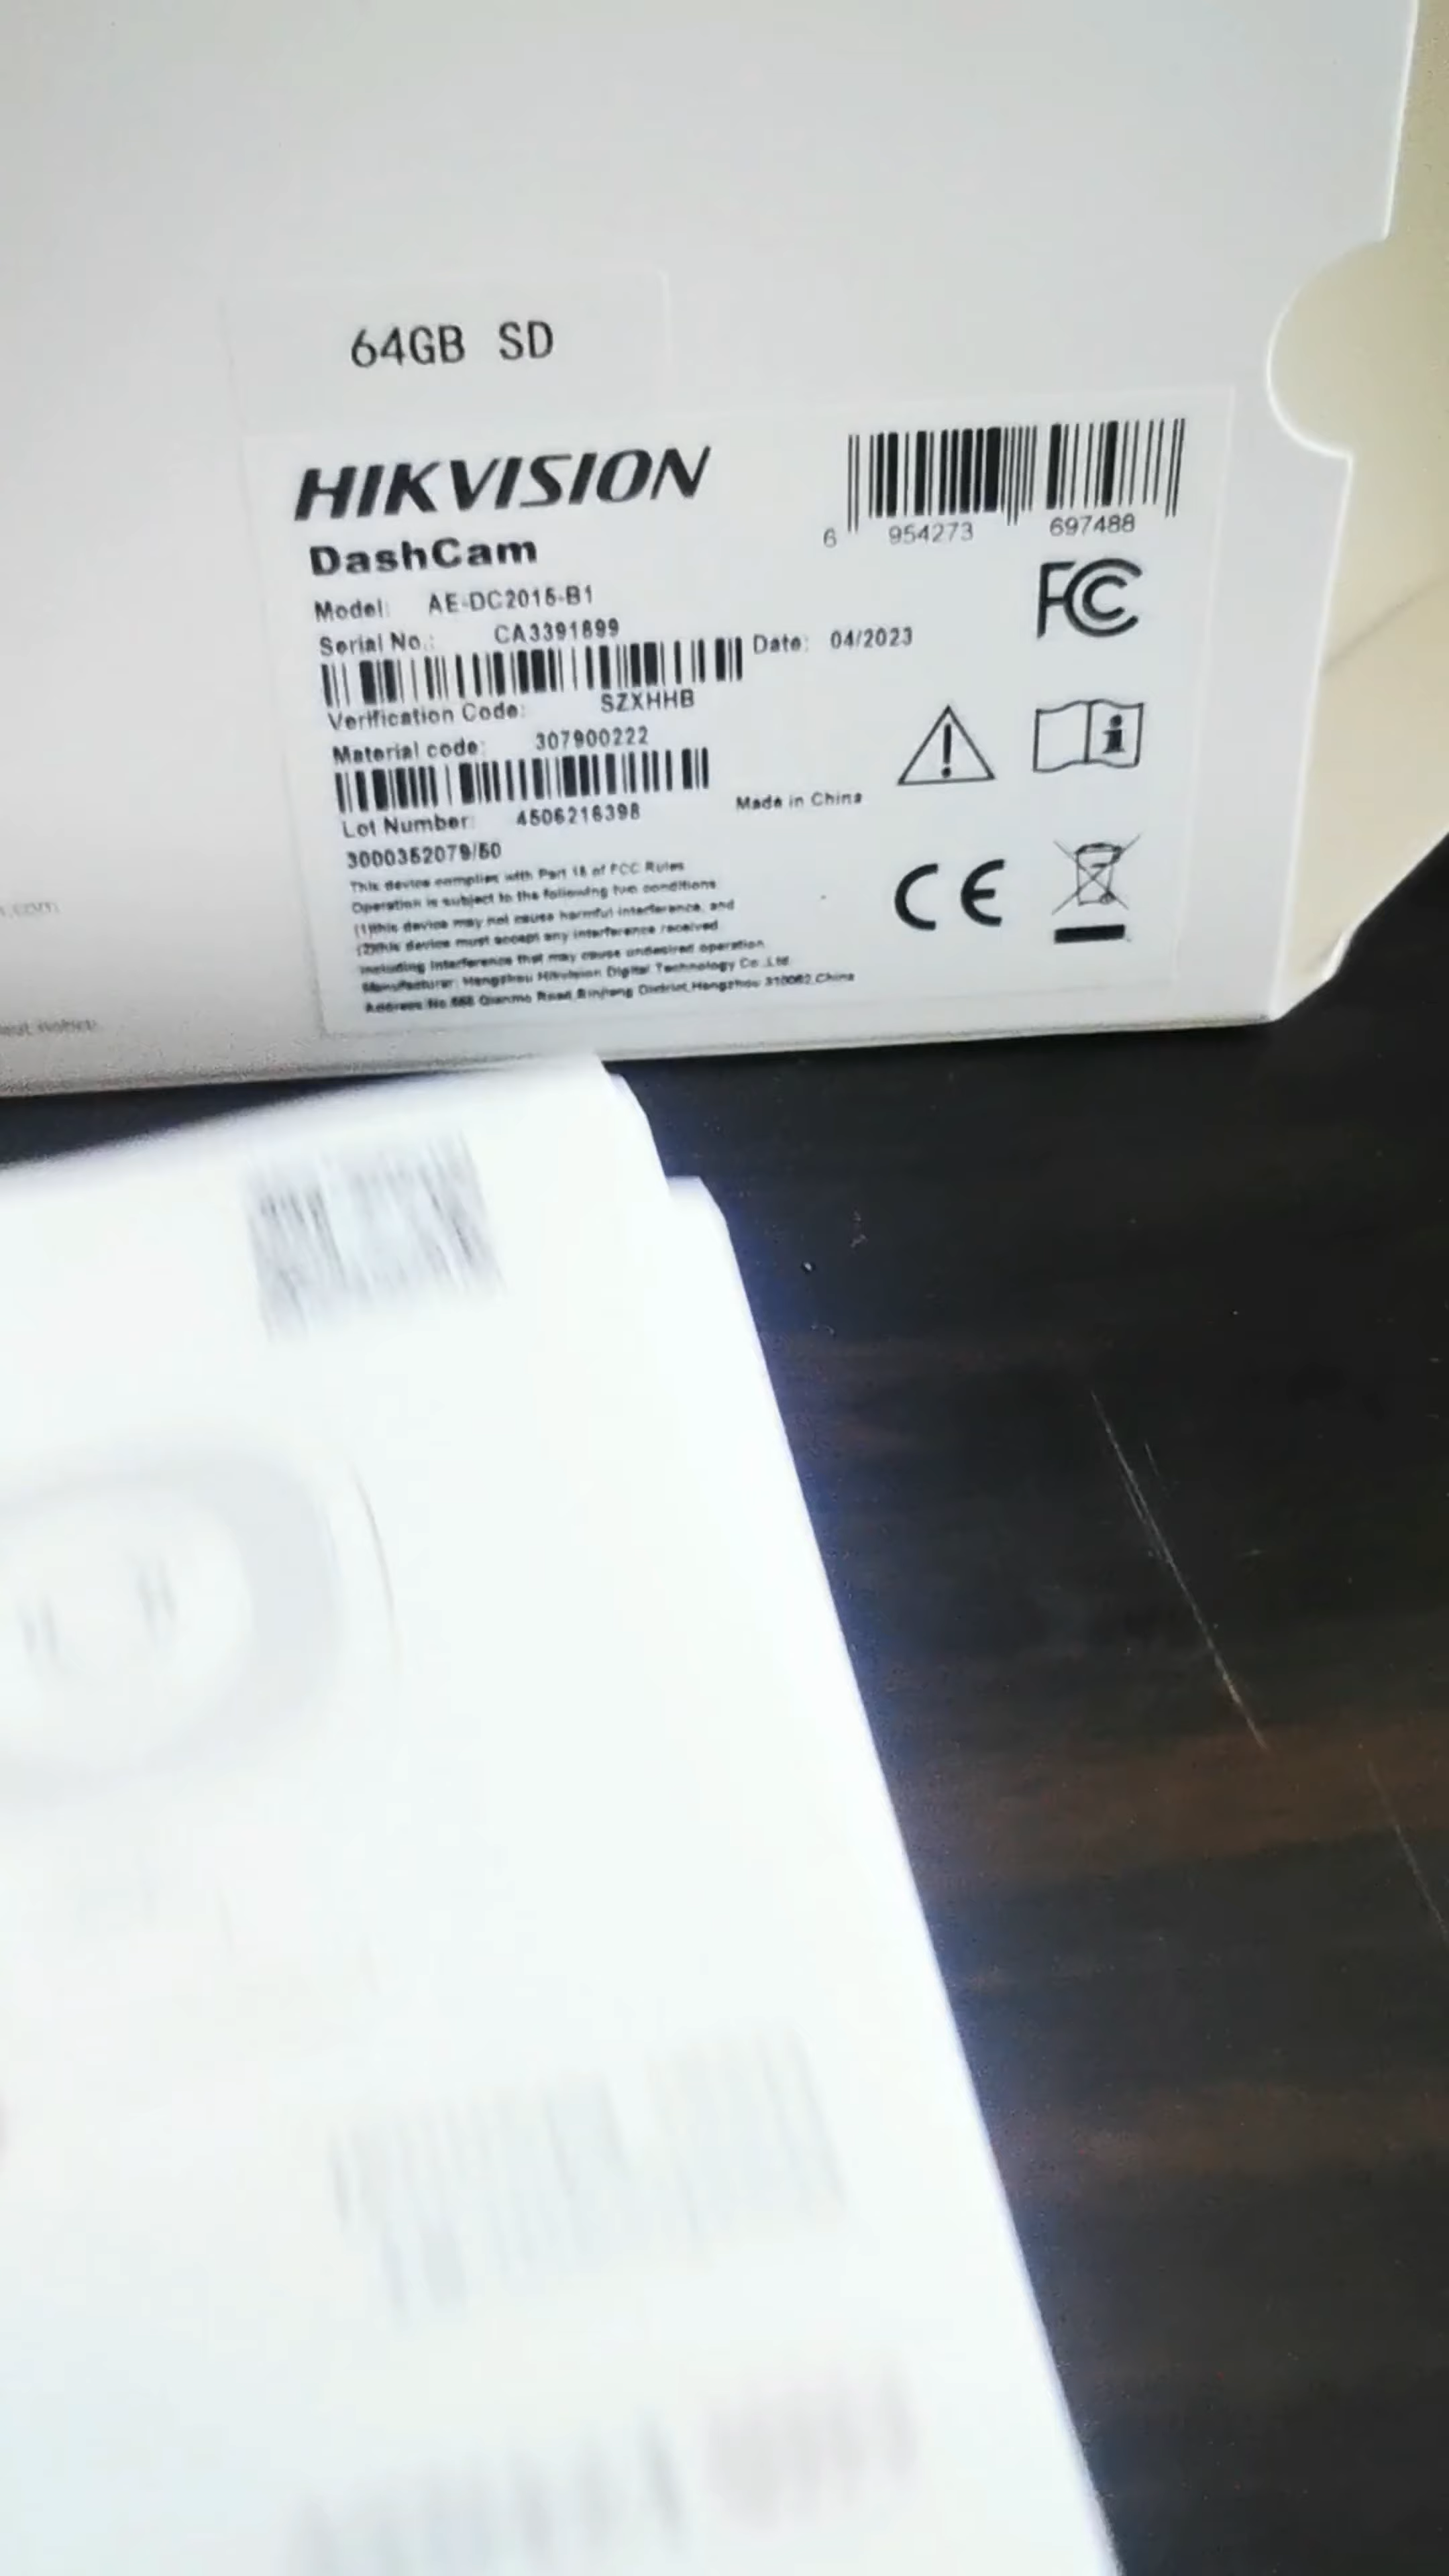 64GB SD
HIKVISION
DashCam
6 954273 697488
FC
Model: AE-DC2015-B1
Serial No.: CA3391899
Date: 04/2023
Verification Code: SZXHHB
Material code: 307900222
Made in China
Lot Number: 4506216398
3000352079/50
CE
This device complies with Part 15 of FCC Rules
Operation is subject to the following two conditions
(1)this device may not cause harmful interference, and
(2)this device must accept any interference received
including interference that may cause undesired operation
Manufacturer: Hangzhou Hikvision Digital Technology Co.,Ltd.
Address:No.555 Qianmo Road,Binjiang District,Hangzhou 310052,China